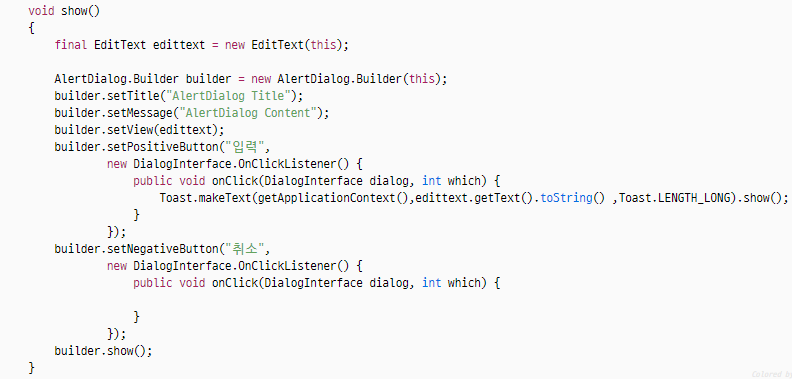 void show()
{
    final EditText edittext = new EditText(this);

    AlertDialog.Builder builder = new AlertDialog.Builder(this);
    builder.setTitle("AlertDialog Title");
    builder.setMessage("AlertDialog Content");
    builder.setView(edittext);
    builder.setPositiveButton("입력",
            new DialogInterface.OnClickListener() {
                public void onClick(DialogInterface dialog, int which) {
                    Toast.makeText(getApplicationContext(),edittext.getText().toString() ,Toast.LENGTH_LONG).show();
                }
            });
    builder.setNegativeButton("취소",
            new DialogInterface.OnClickListener() {
                public void onClick(DialogInterface dialog, int which) {

                }
            });
    builder.show();
}
Colored by